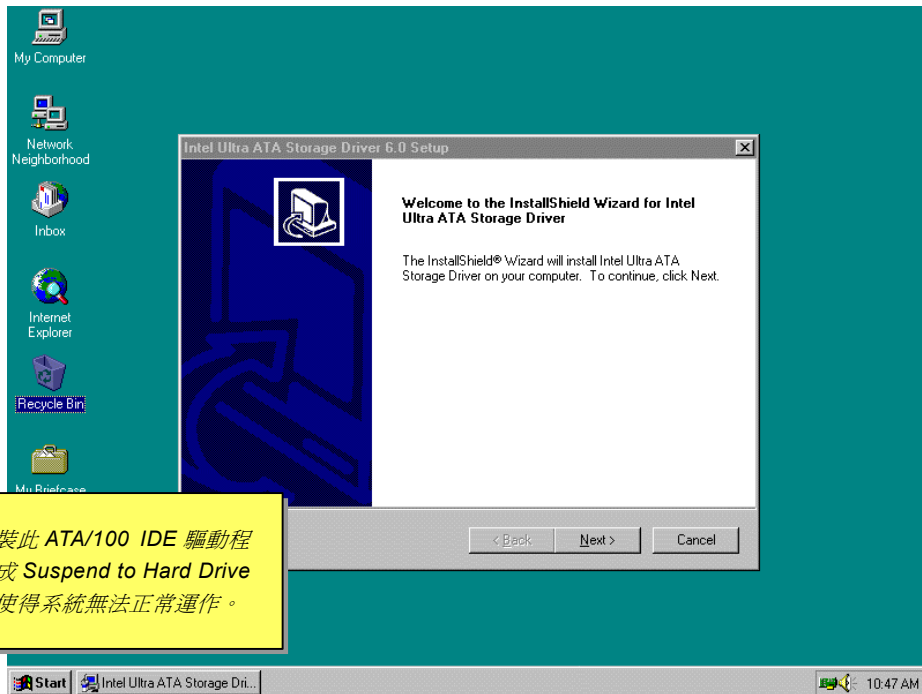 My Computer
Network
Neighborhood
Inbox
Internet
Explorer
Recycle Bin
My Briefcase
Intel Ultra ATA Storage Driver 6.0 Setup
Welcome to the InstallShield Wizard for Intel
Ultra ATA Storage Driver
The InstallShield® Wizard will install Intel Ultra ATA
Storage Driver on your computer. To continue, click Next.
< Back
Next >
Cancel
裝此 ATA/100 IDE 驅動程
成 Suspend to Hard Drive
使得系統無法正常運作。
Start
Intel Ultra ATA Storage Dri...
10:47 AM